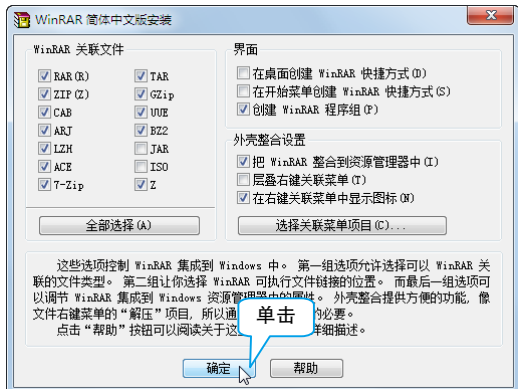 WinRAR 简体中文版安装
WinRAR 关联文件
RAR(R)
TAR
ZIP(Z)
GZip
CAB
UUE
ARJ
BZ2
LZH
JAR
ACE
ISO
7-Zip
Z
全部选择(A)
界面
在桌面创建 WinRAR 快捷方式(D)
在开始菜单创建 WinRAR 快捷方式(S)
创建 WinRAR 程序组(P)
外壳整合设置
把 WinRAR 整合到资源管理器中(I)
层叠右键关联菜单(T)
在右键关联菜单中显示图标(N)
选择关联菜单项目(C)...
这些选项控制 WinRAR 集成到 Windows 中。 第一组选项允许选择可以 WinRAR 关
联的文件类型。 第二组让你选择 WinRAR 可执行文件链接的位置。 而最后一组选项可
以调节 WinRAR 集成到 Windows 资源管理器中的属性。 外壳整合提供方便的功能，像
文件右键菜单的“解压”项目，所以通 的必要。
点击“帮助”按钮可以阅读关于这 详细描述。
单击
确定
帮助